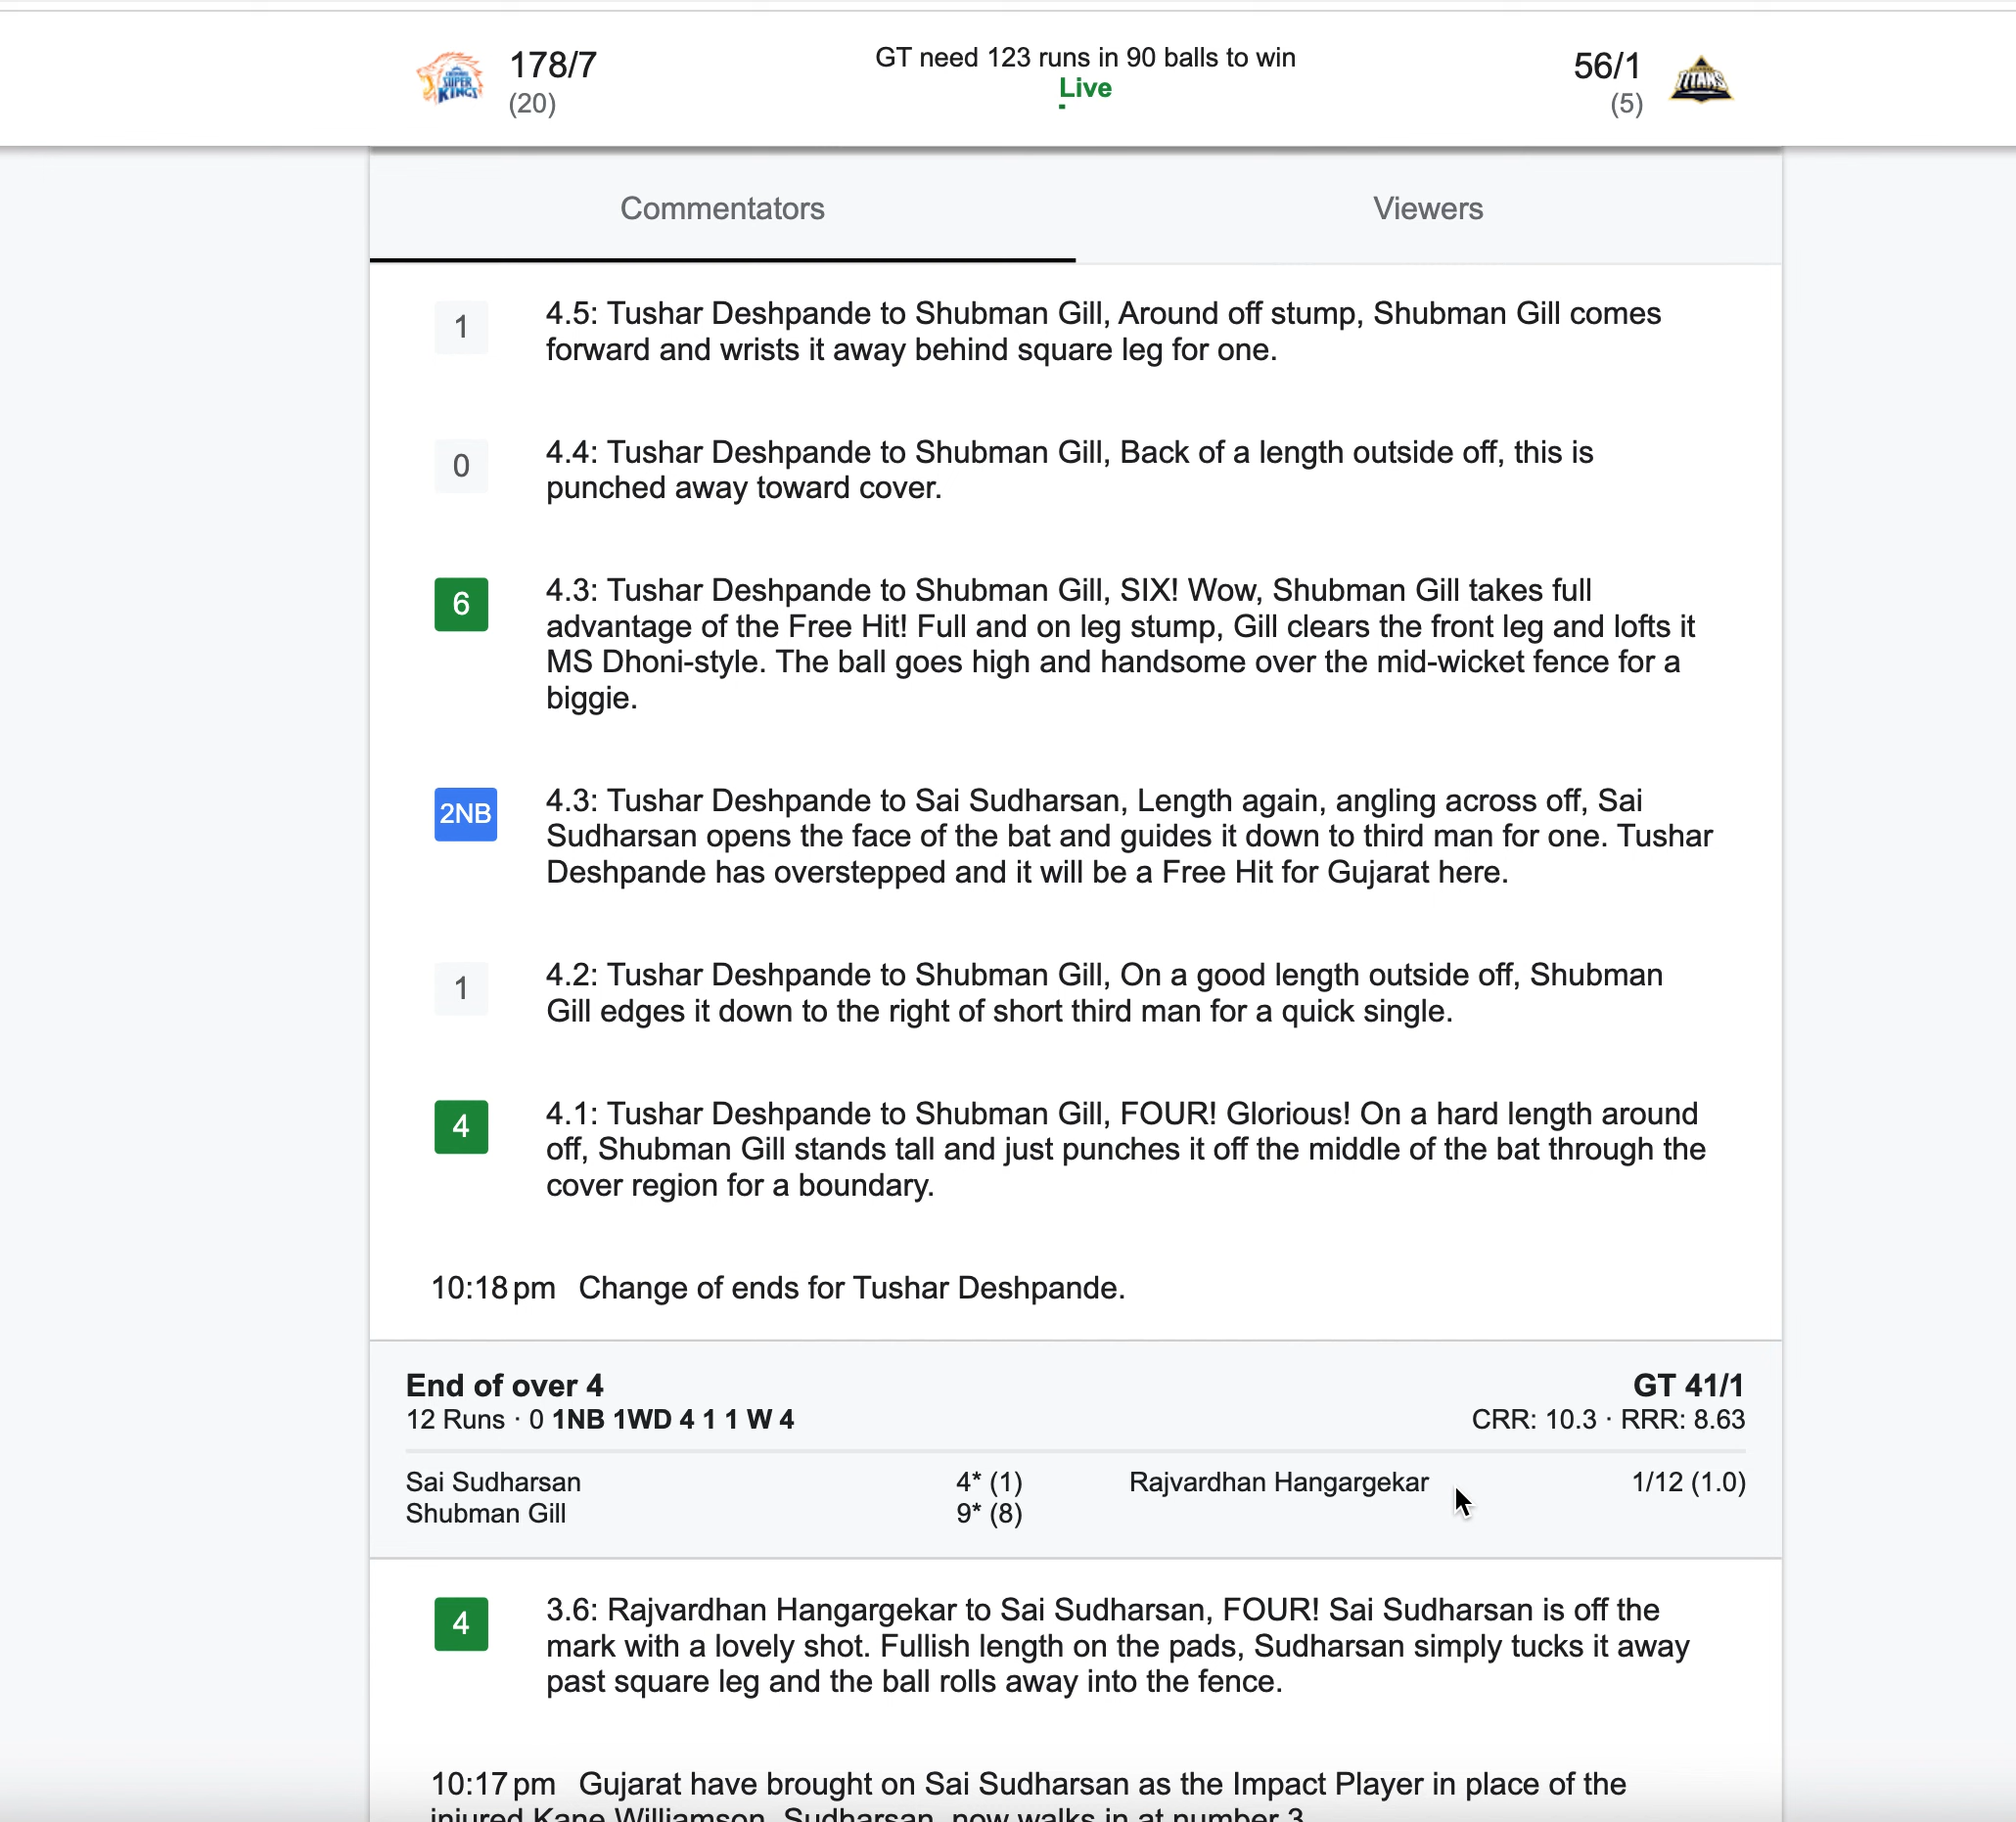 178/7
(20)
GT need 123 runs in 90 balls to win
Live
56/1
(5)
SUPER
KINGS
TITANS
Commentators
Viewers
1
4.5: Tushar Deshpande to Shubman Gill, Around off stump, Shubman Gill comes
forward and wrists it away behind square leg for one.
0
4.4: Tushar Deshpande to Shubman Gill, Back of a length outside off, this is
punched away toward cover.
6
4.3: Tushar Deshpande to Shubman Gill, SIX! Wow, Shubman Gill takes full
advantage of the Free Hit! Full and on leg stump, Gill clears the front leg and lofts it
MS Dhoni-style. The ball goes high and handsome over the mid-wicket fence for a
biggie.
2NB
4.3: Tushar Deshpande to Sai Sudharsan, Length again, angling across off, Sai
Sudharsan opens the face of the bat and guides it down to third man for one. Tushar
Deshpande has overstepped and it will be a Free Hit for Gujarat here.
1
4.2: Tushar Deshpande to Shubman Gill, On a good length outside off, Shubman
Gill edges it down to the right of short third man for a quick single.
4
4.1: Tushar Deshpande to Shubman Gill, FOUR! Glorious! On a hard length around
off, Shubman Gill stands tall and just punches it off the middle of the bat through the
cover region for a boundary.
10:18 pm Change of ends for Tushar Deshpande.
End of over 4
GT 41/1
12 Runs · 0 1NB 1WD 4 1 1 W 4
CRR: 10.3 · RRR: 8.63
Sai Sudharsan 4* (1) Rajvardhan Hangargekar 1/12 (1.0)
Shubman Gill 9* (8)
4
3.6: Rajvardhan Hangargekar to Sai Sudharsan, FOUR! Sai Sudharsan is off the
mark with a lovely shot. Fullish length on the pads, Sudharsan simply tucks it away
past square leg and the ball rolls away into the fence.
10:17 pm Gujarat have brought on Sai Sudharsan as the Impact Player in place of the
injured Kane Williamson. Sudharsan, now walks in at number 3.